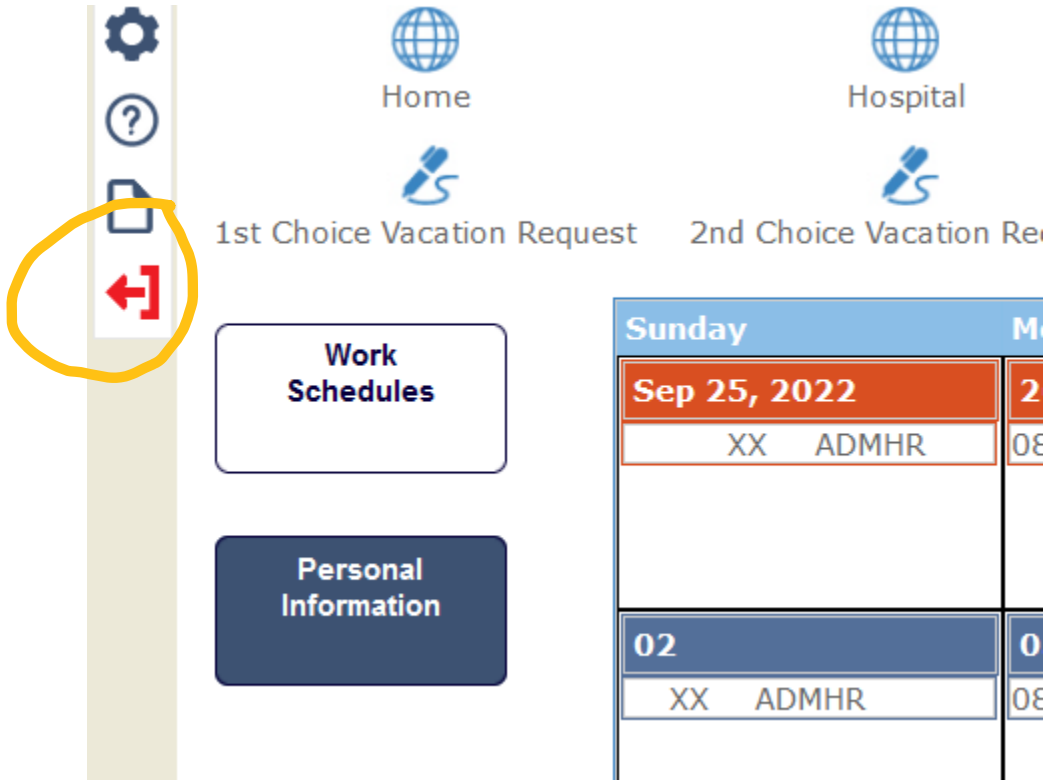 Home
Hospital
1st Choice Vacation Request
2nd Choice Vacation
Work
Schedules
Personal
Information
Sunday
Sep 25, 2022
XX ADMHR
02
XX ADMHR